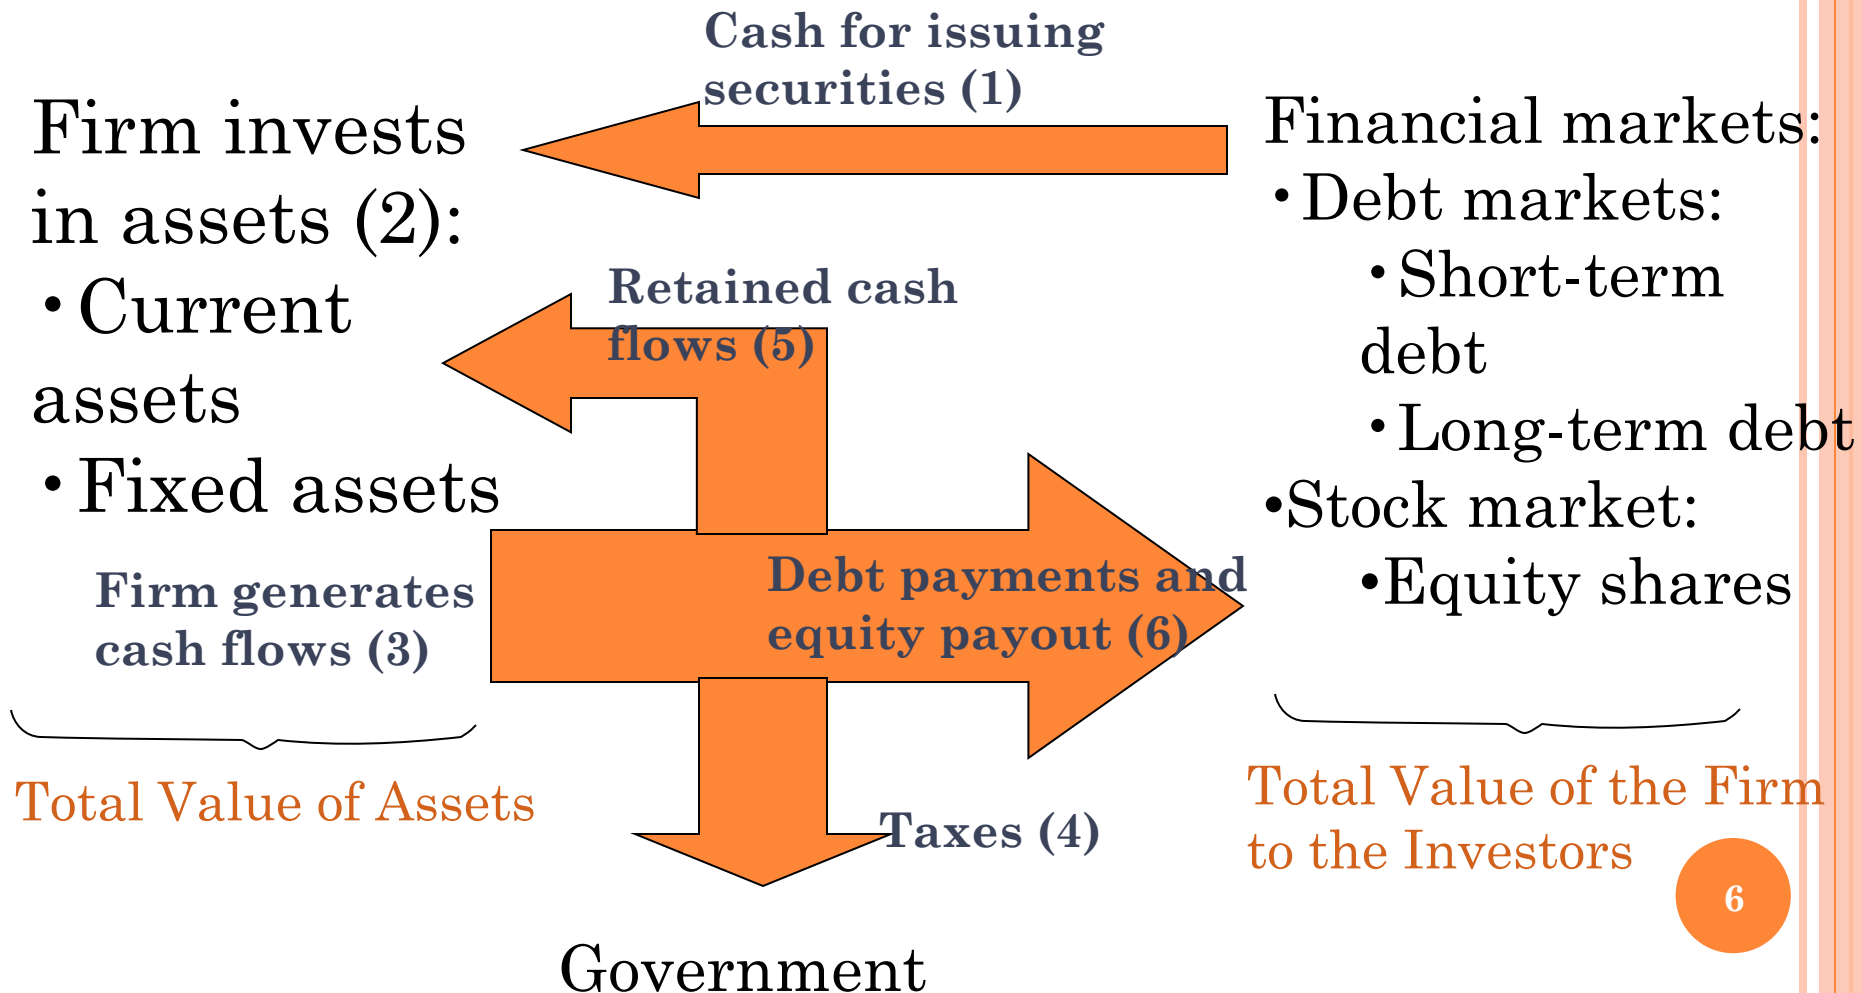 Cash for issuing
securities (1)
Firm invests
in assets (2):
• Current
assets
• Fixed assets
Retained cash
flows (5)
Financial markets:
• Debt markets:
• Short-term
debt
• Long-term debt
•Stock market:
•Equity shares
Firm generates
cash flows (3)
Debt payments and
equity payout (6)
Total Value of Assets
Taxes (4)
Total Value of the Firm
to the Investors
6
Government